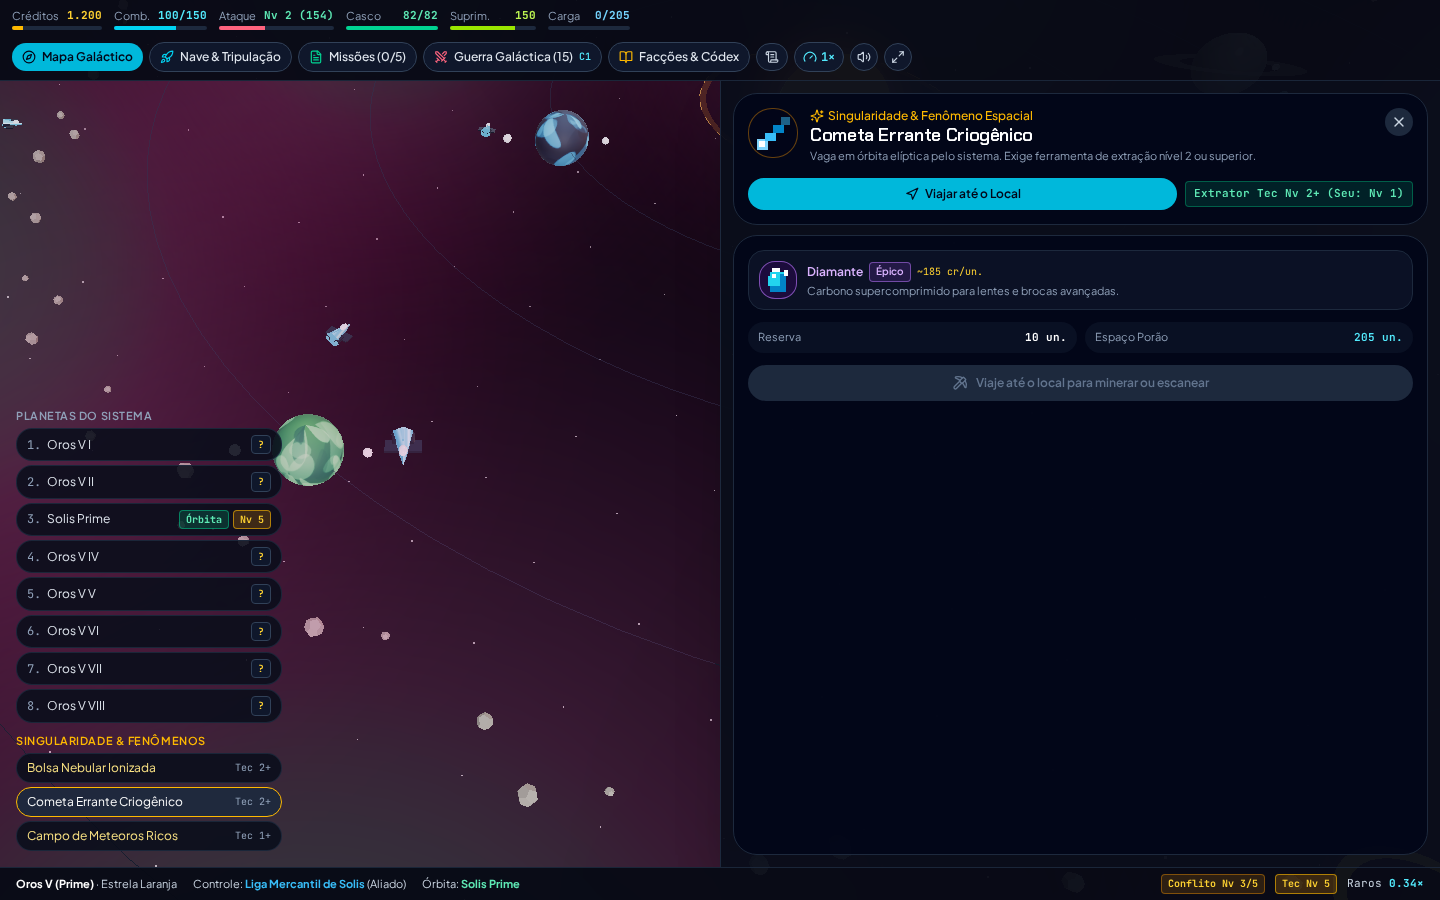 Créditos 1.200 Comb. 100/150 Ataque Nv 2 (154) Casco 82/82 Suprim. 150 Carga 0/205
Mapa Galáctico Nave & Tripulação Missões (0/5) Guerra Galáctica (15) C1 Facções & Códex 1×
Singularidade & Fenômeno Espacial
Cometa Errante Criogênico
Vaga em órbita elíptica pelo sistema. Exige ferramenta de extração nível 2 ou superior.
Viajar até o Local Extrator Tec Nv 2+ (Seu: Nv 1)
Diamante Épico ~185 cr/un.
Carbono supercomprimido para lentes e brocas avançadas.
Reserva 10 un. Espaço Porão 205 un.
Viaje até o local para minerar ou escanear
PLANETAS DO SISTEMA
1. Oros V I ?
2. Oros V II ?
3. Solis Prime Órbita Nv 5
4. Oros V IV ?
5. Oros V V ?
6. Oros V VI ?
7. Oros V VII ?
8. Oros V VIII ?
SINGULARIDADE & FENÔMENOS
Bolsa Nebular Ionizada Tec 2+
Cometa Errante Criogênico Tec 2+
Campo de Meteoros Ricos Tec 1+
Oros V (Prime) · Estrela Laranja Controle: Liga Mercantil de Solis (Aliado) Órbita: Solis Prime Conflito Nv 3/5 Tec Nv 5 Raros 0.34×